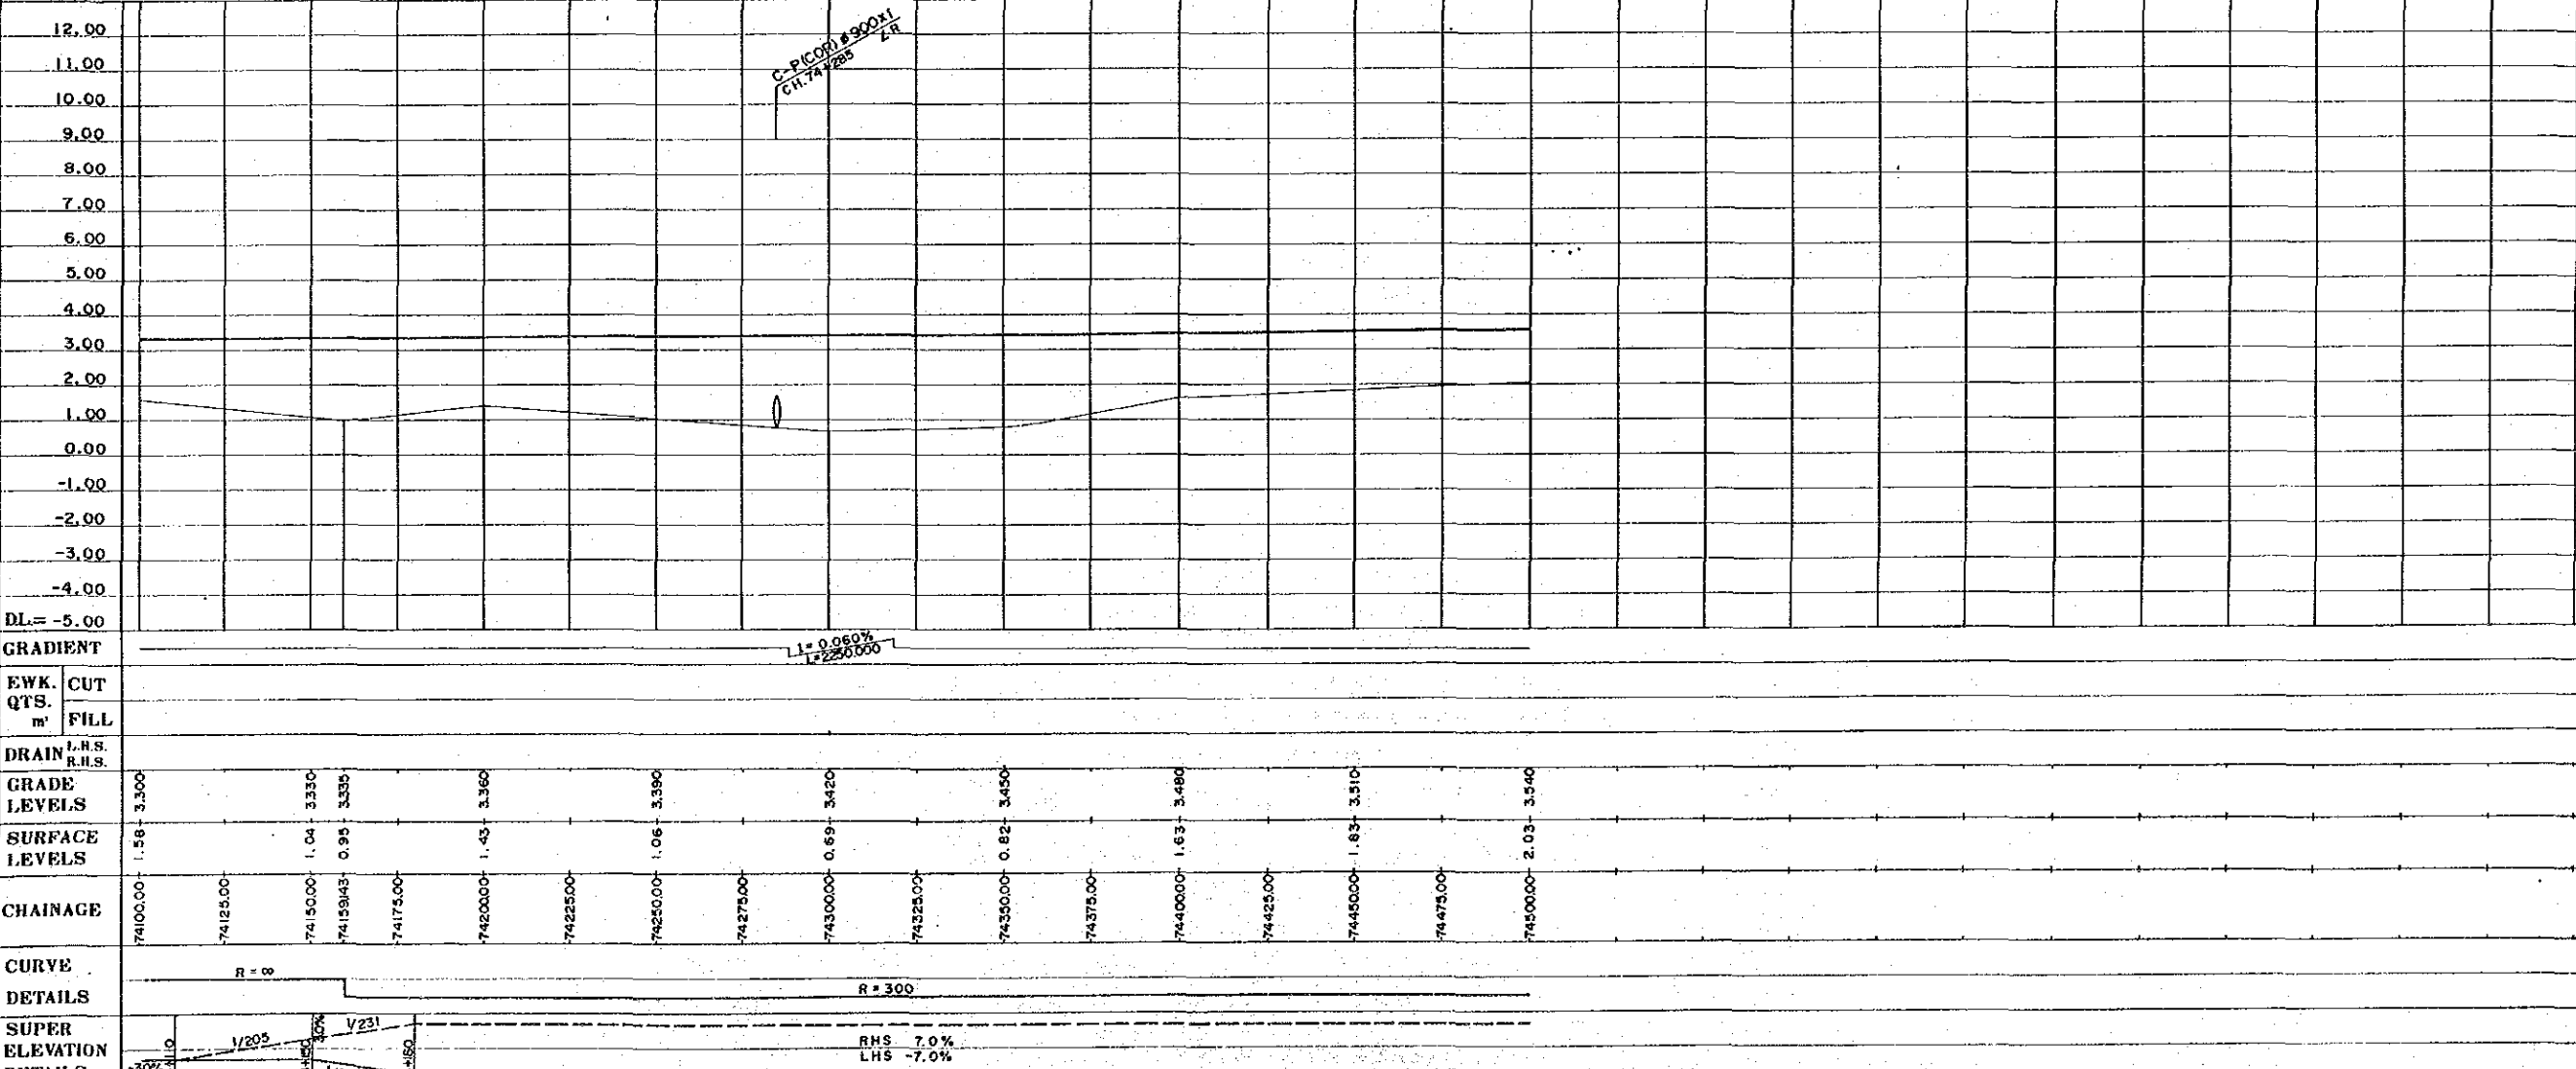 12.00
11.00
10.00
9.00
8.00
7.00
6.00
5.00
4.00
3.00
2.00
1.00
0.00
-1.00
-2.00
-3.00
-4.00
DL= -5.00
C-P(COR) ø 900x1
CH.74+285 LR
GRADIENT
I= 0.060%
L=2250.000
EWK. QTS. m³
CUT
FILL
DRAIN L.H.S. R.H.S.
GRADE LEVELS
3.300 3.330 3.335 3.360 3.390 3.420 3.450 3.480 3.510 3.540
SURFACE LEVELS
1.58 1.04 0.95 1.43 1.06 0.69 0.82 1.63 1.83 2.03
CHAINAGE
74100.00 74125.00 74150.00 74159.143 74175.00 74200.00 74225.00 74250.00 74275.00 74300.00 74325.00 74350.00 74375.00 74400.00 74425.00 74450.00 74475.00 74500.00
CURVE DETAILS
R = ∞
R = 300
SUPER ELEVATION
1/205
3.0%
1/231
+150
+180
RHS 7.0%
LHS -7.0%